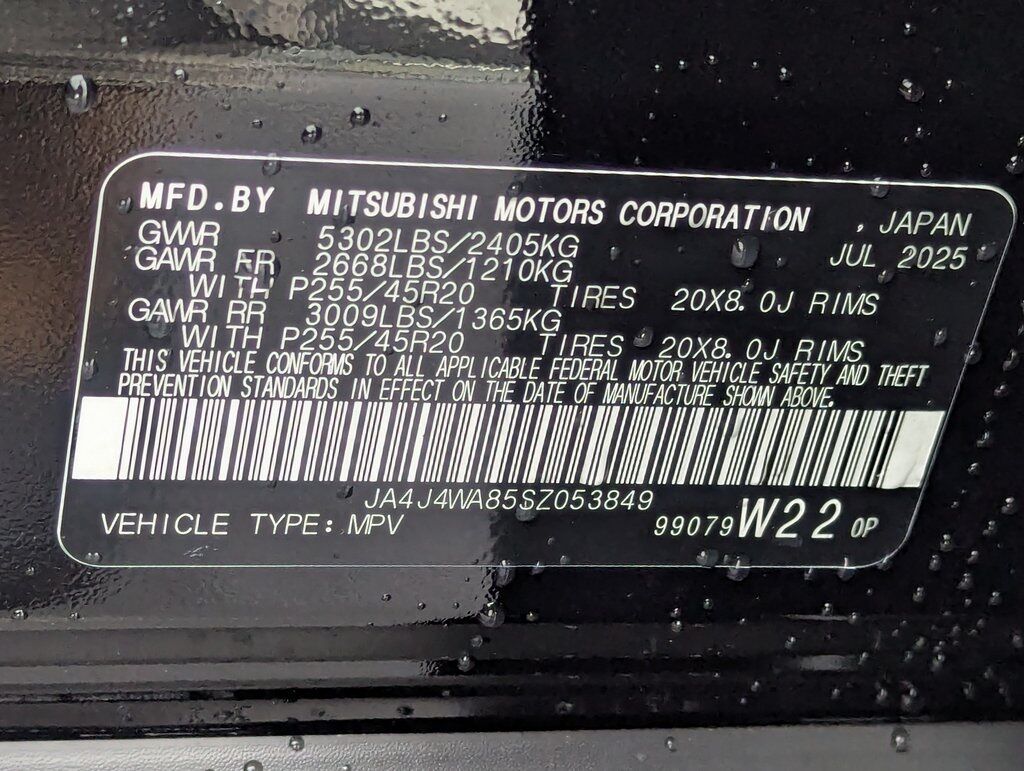 MFD.BY MITSUBISHI MOTORS CORPORATION , JAPAN
GVWR 5302LBS/2405KG JUL 2025
GAWR FR 2668LBS/1210KG
WITH P255/45R20 TIRES 20X8.0J RIMS
GAWR RR 3009LBS/1365KG
WITH P255/45R20 TIRES 20X8.0J RIMS
THIS VEHICLE CONFORMS TO ALL APPLICABLE FEDERAL MOTOR VEHICLE SAFETY AND THEFT
PREVENTION STANDARDS IN EFFECT ON THE DATE OF MANUFACTURE SHOWN ABOVE.
JA4J4WA85SZ053849
VEHICLE TYPE: MPV 99079 W22 0P